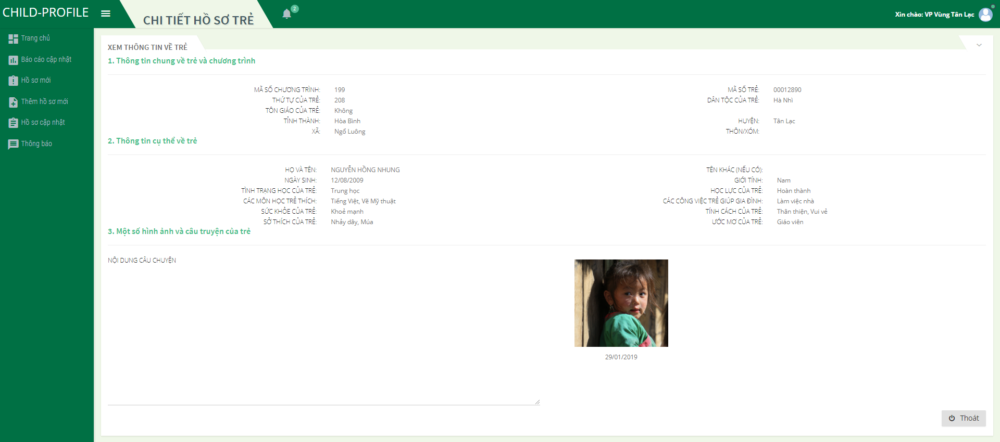 CHILD-PROFILE
CHI TIẾT HỒ SƠ TRẺ
2
Xin chào: VP Vùng Tân Lạc
Trang chủ
Báo cáo cập nhật
Hồ sơ mới
Thêm hồ sơ mới
Hồ sơ cập nhật
Thông báo
XEM THÔNG TIN VỀ TRẺ
1. Thông tin chung về trẻ và chương trình
MÃ SỐ CHƯƠNG TRÌNH: 199 MÃ SỐ TRẺ: 00012890
THỨ TỰ CỦA TRẺ: 208 DÂN TỘC CỦA TRẺ: Hà Nhì
TÔN GIÁO CỦA TRẺ: Không
TỈNH THÀNH: Hòa Bình HUYỆN: Tân Lạc
XÃ: Ngổ Luông THÔN/XÓM:
2. Thông tin cụ thể về trẻ
HỌ VÀ TÊN: NGUYỄN HỒNG NHUNG TÊN KHÁC (NẾU CÓ):
NGÀY SINH: 12/08/2009 GIỚI TÍNH: Nam
TÌNH TRẠNG HỌC CỦA TRẺ: Trung học HỌC LỰC CỦA TRẺ: Hoàn thành
CÁC MÔN HỌC TRẺ THÍCH: Tiếng Việt, Vẽ Mỹ thuật CÁC CÔNG VIỆC TRẺ GIÚP GIA ĐÌNH: Làm việc nhà
SỨC KHỎE CỦA TRẺ: Khoẻ mạnh TÍNH CÁCH CỦA TRẺ: Thân thiện, Vui vẻ
SỞ THÍCH CỦA TRẺ: Nhảy dây, Múa ƯỚC MƠ CỦA TRẺ: Giáo viên
3. Một số hình ảnh và câu truyện của trẻ
NỘI DUNG CÂU CHUYỆN
29/01/2019
Thoát